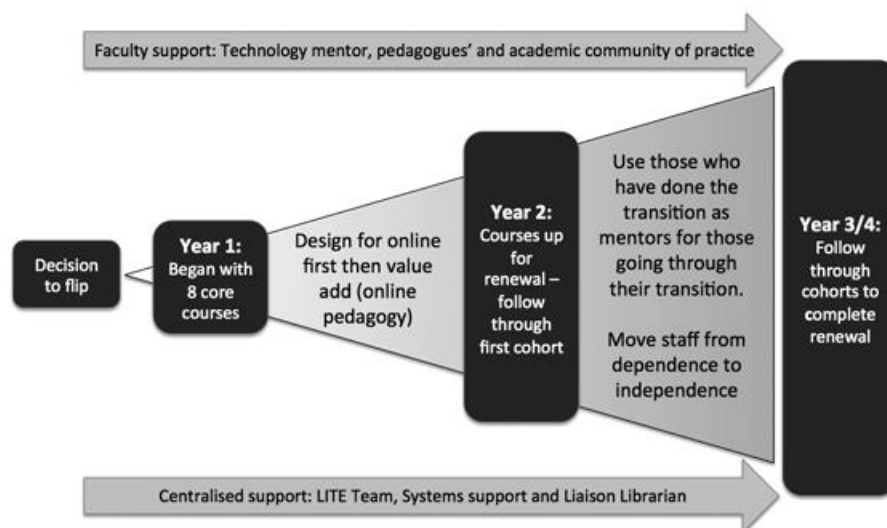 Faculty support: Technology mentor, pedagogues’ and academic community of practice
Decision
to flip
Year 1:
Began with
8 core
courses
Design for online
first then value
add (online
pedagogy)
Year 2:
Courses up
for
renewal –
follow
through
first cohort
Use those who
have done the
transition as
mentors for those
going through
their transition.
Move staff from
dependence to
independence
Year 3/4:
Follow
through
cohorts to
complete
renewal
Centralised support: LITE Team, Systems support and Liaison Librarian